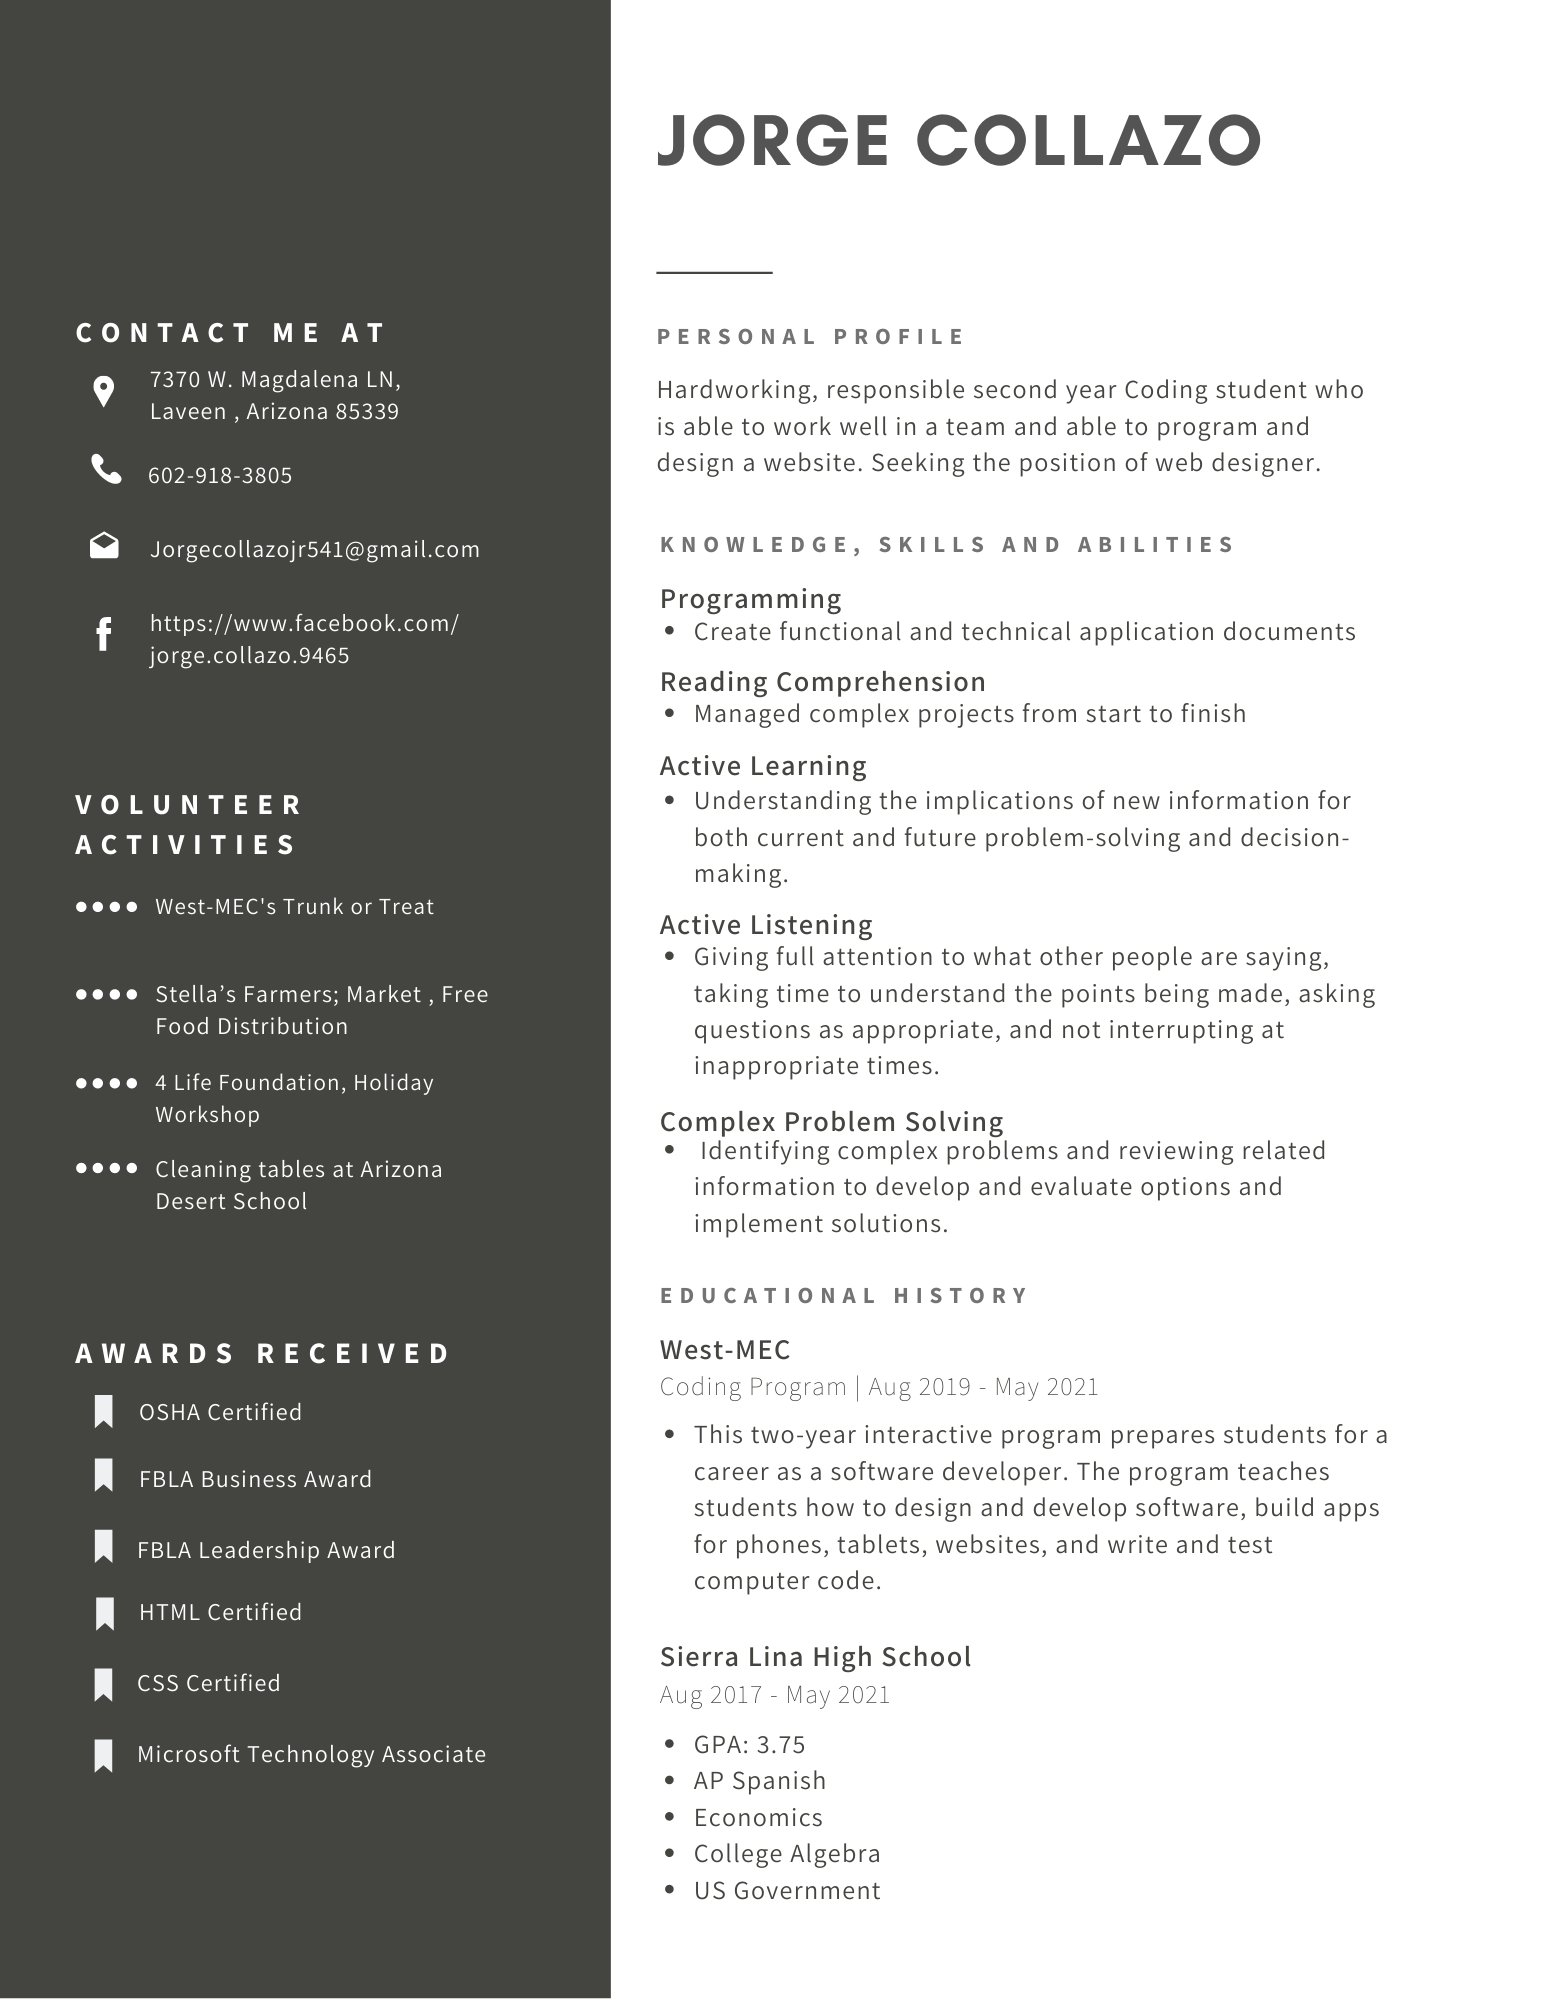 JORGE COLLAZO
CONTACT ME AT
7370 W. Magdalena LN,
Laveen , Arizona 85339
602-918-3805
Jorgecollazojr541@gmail.com
https://www.facebook.com/
jorge.collazo.9465
VOLUNTEER
ACTIVITIES
West-MEC's Trunk or Treat
Stella’s Farmers; Market , Free
Food Distribution
4 Life Foundation, Holiday
Workshop
Cleaning tables at Arizona
Desert School
AWARDS RECEIVED
OSHA Certified
FBLA Business Award
FBLA Leadership Award
HTML Certified
CSS Certified
Microsoft Technology Associate
PERSONAL PROFILE
Hardworking, responsible second year Coding student who
is able to work well in a team and able to program and
design a website. Seeking the position of web designer.
KNOWLEDGE, SKILLS AND ABILITIES
Programming
• Create functional and technical application documents
Reading Comprehension
• Managed complex projects from start to finish
Active Learning
• Understanding the implications of new information for
both current and future problem-solving and decision-
making.
Active Listening
• Giving full attention to what other people are saying,
taking time to understand the points being made, asking
questions as appropriate, and not interrupting at
inappropriate times.
Complex Problem Solving
• Identifying complex problems and reviewing related
information to develop and evaluate options and
implement solutions.
EDUCATIONAL HISTORY
West-MEC
Coding Program | Aug 2019 - May 2021
• This two-year interactive program prepares students for a
career as a software developer. The program teaches
students how to design and develop software, build apps
for phones, tablets, websites, and write and test
computer code.
Sierra Lina High School
Aug 2017 - May 2021
• GPA: 3.75
• AP Spanish
• Economics
• College Algebra
• US Government